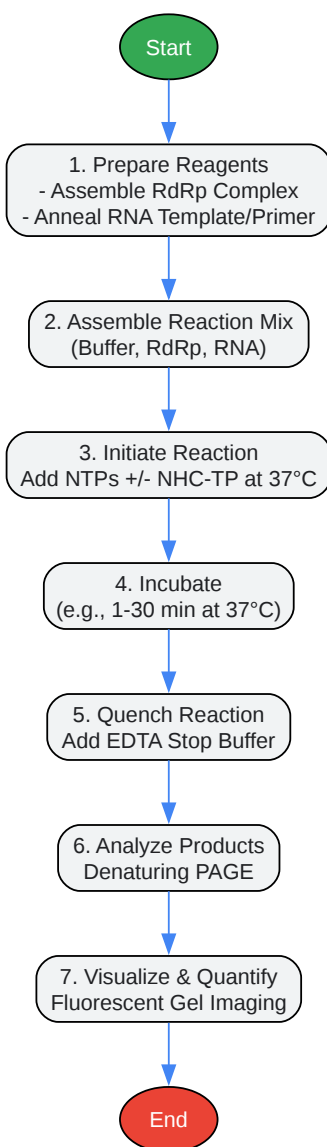 Start
1. Prepare Reagents
- Assemble RdRp Complex
- Anneal RNA Template/Primer
2. Assemble Reaction Mix
(Buffer, RdRp, RNA)
3. Initiate Reaction
Add NTPs +/- NHC-TP at 37°C
4. Incubate
(e.g., 1-30 min at 37°C)
5. Quench Reaction
Add EDTA Stop Buffer
6. Analyze Products
Denaturing PAGE
7. Visualize & Quantify
Fluorescent Gel Imaging
End